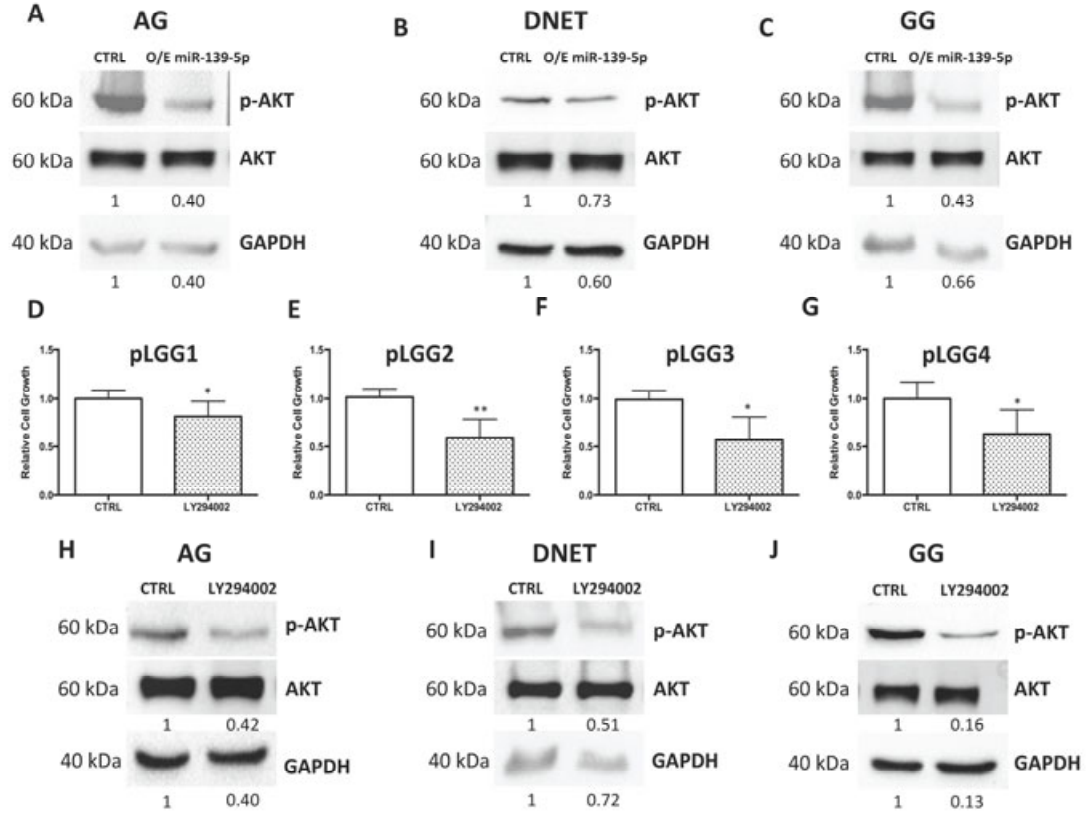 A
AG
CTRL O/E miR-139-5p
60 kDa p-AKT
60 kDa AKT
1 0.40
40 kDa GAPDH
1 0.40
B
DNET
CTRL O/E miR-139-5p
60 kDa p-AKT
60 kDa AKT
1 0.73
40 kDa GAPDH
1 0.60
C
GG
CTRL O/E miR-139-5p
60 kDa p-AKT
60 kDa AKT
1 0.43
40 kDa GAPDH
1 0.66
D
pLGG1
Relative Cell Growth
1.5
1.0
0.5
0.0
*
CTRL LY294002
E
pLGG2
Relative Cell Growth
1.5
1.0
0.5
0.0
**
CTRL LY294002
F
pLGG3
Relative Cell Growth
1.5
1.0
0.5
0.0
*
CTRL LY294002
G
pLGG4
Relative Cell Growth
1.5
1.0
0.5
0.0
*
CTRL LY294002
H
AG
CTRL LY294002
60 kDa p-AKT
60 kDa AKT
1 0.42
40 kDa GAPDH
1 0.40
I
DNET
CTRL LY294002
60 kDa p-AKT
60 kDa AKT
1 0.51
40 kDa GAPDH
1 0.72
J
GG
CTRL LY294002
60 kDa p-AKT
60 kDa AKT
1 0.16
40 kDa GAPDH
1 0.13